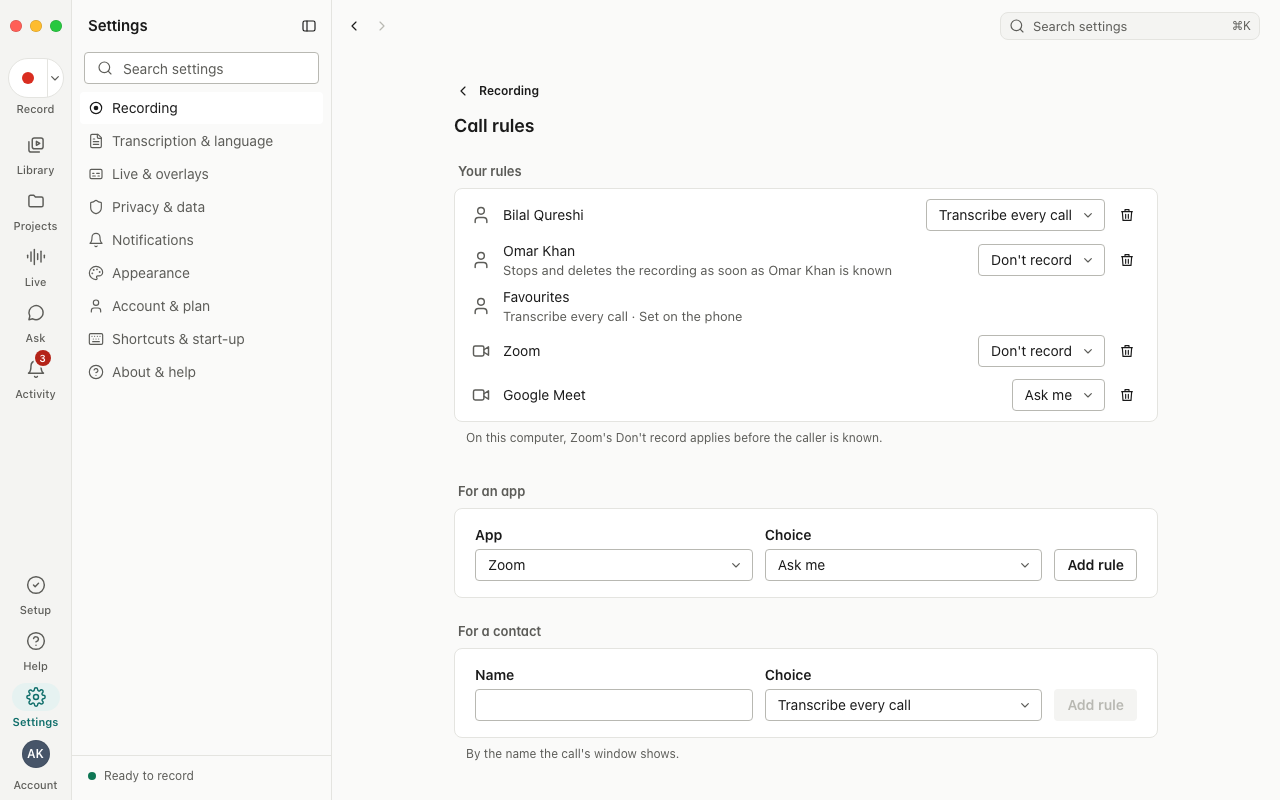 Settings
Search settings ⌘K
Record
Library
Projects
Live
Ask
3
Activity
Setup
Help
Settings
AK
Account
Search settings
Recording
Transcription & language
Live & overlays
Privacy & data
Notifications
Appearance
Account & plan
Shortcuts & start-up
About & help
Ready to record
Recording
Call rules
Your rules
Bilal Qureshi Transcribe every call
Omar Khan Don't record
Stops and deletes the recording as soon as Omar Khan is known
Favourites
Transcribe every call · Set on the phone
Zoom Don't record
Google Meet Ask me
On this computer, Zoom's Don't record applies before the caller is known.
For an app
App Choice
Zoom Ask me Add rule
For a contact
Name Choice
Transcribe every call Add rule
By the name the call's window shows.